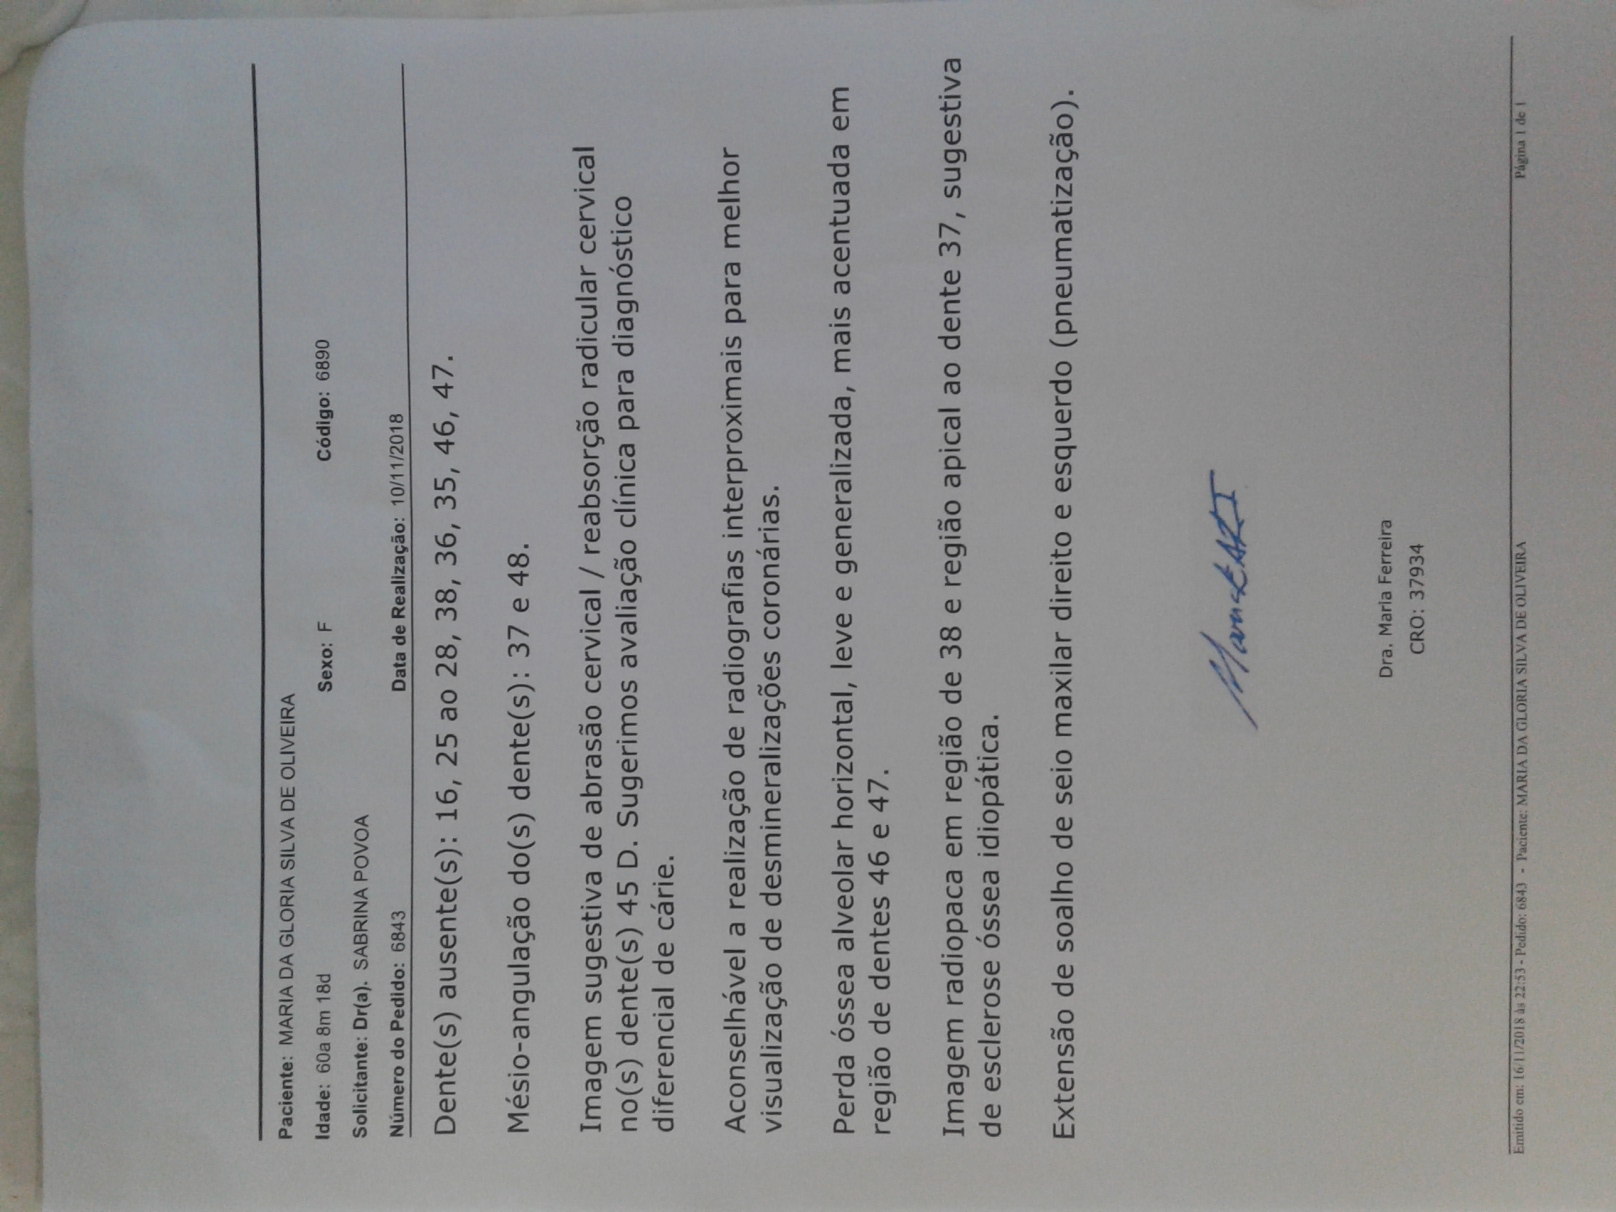 Paciente: MARIA DA GLORIA SILVA DE OLIVEIRA
Idade: 60a 8m 18d Sexo: F Código: 6890
Solicitante: Dr(a). SABRINA POVOA
Número do Pedido: 6843 Data de Realização: 10/11/2018
Dente(s) ausente(s): 16, 25 ao 28, 38, 36, 35, 46, 47.
Mésio-angulação do(s) dente(s): 37 e 48.
Imagem sugestiva de abrasão cervical / reabsorção radicular cervical
no(s) dente(s) 45 D. Sugerimos avaliação clínica para diagnóstico
diferencial de cárie.
Aconselhável a realização de radiografias interproximais para melhor
visualização de desmineralizações coronárias.
Perda óssea alveolar horizontal, leve e generalizada, mais acentuada em
região de dentes 46 e 47.
Imagem radiopaca em região de 38 e região apical ao dente 37, sugestiva
de esclerose óssea idiopática.
Extensão de soalho de seio maxilar direito e esquerdo (pneumatização).
Dra. Maria Ferreira
CRO: 37934
Emitido em: 16/11/2018 às 22:53 - Pedido: 6843 - Paciente: MARIA DA GLORIA SILVA DE OLIVEIRA Página 1 de 1